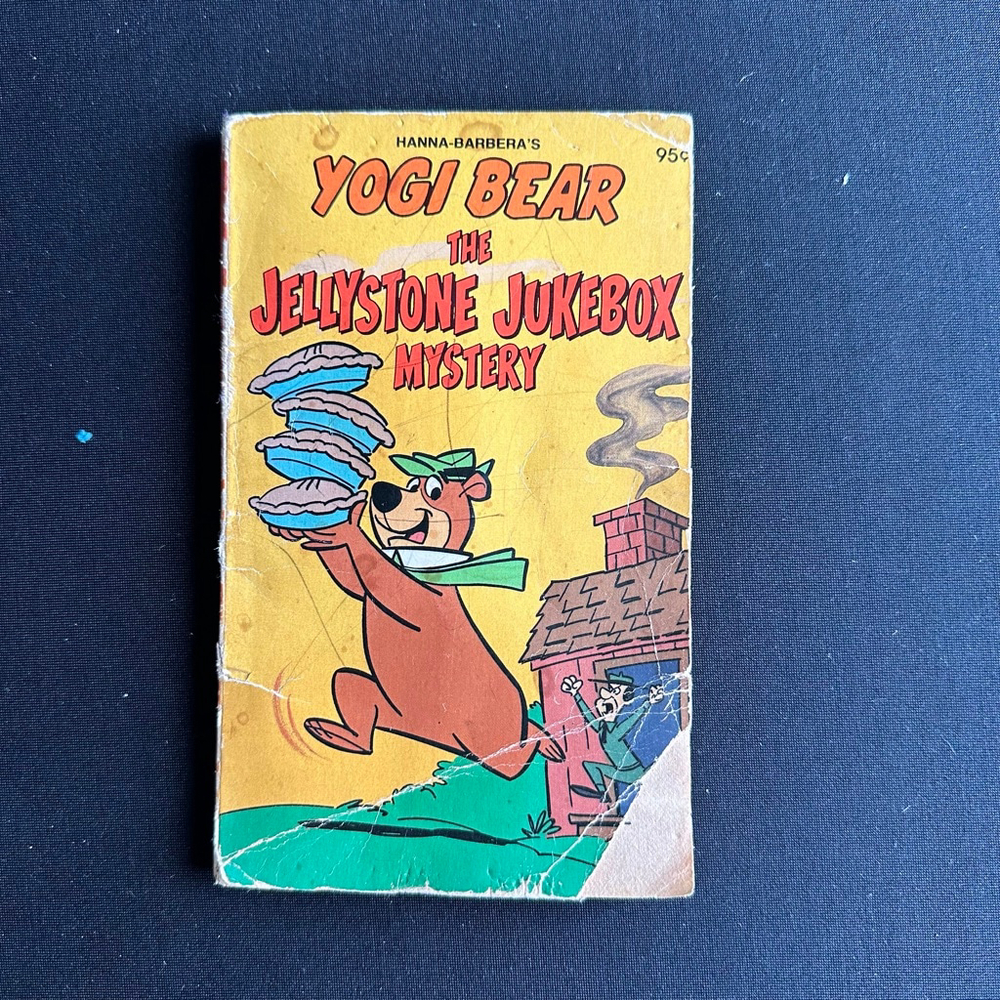 HANNA-BARBERA'S
95¢
YOGI BEAR
THE
JELLYSTONE JUKEBOX
MYSTERY